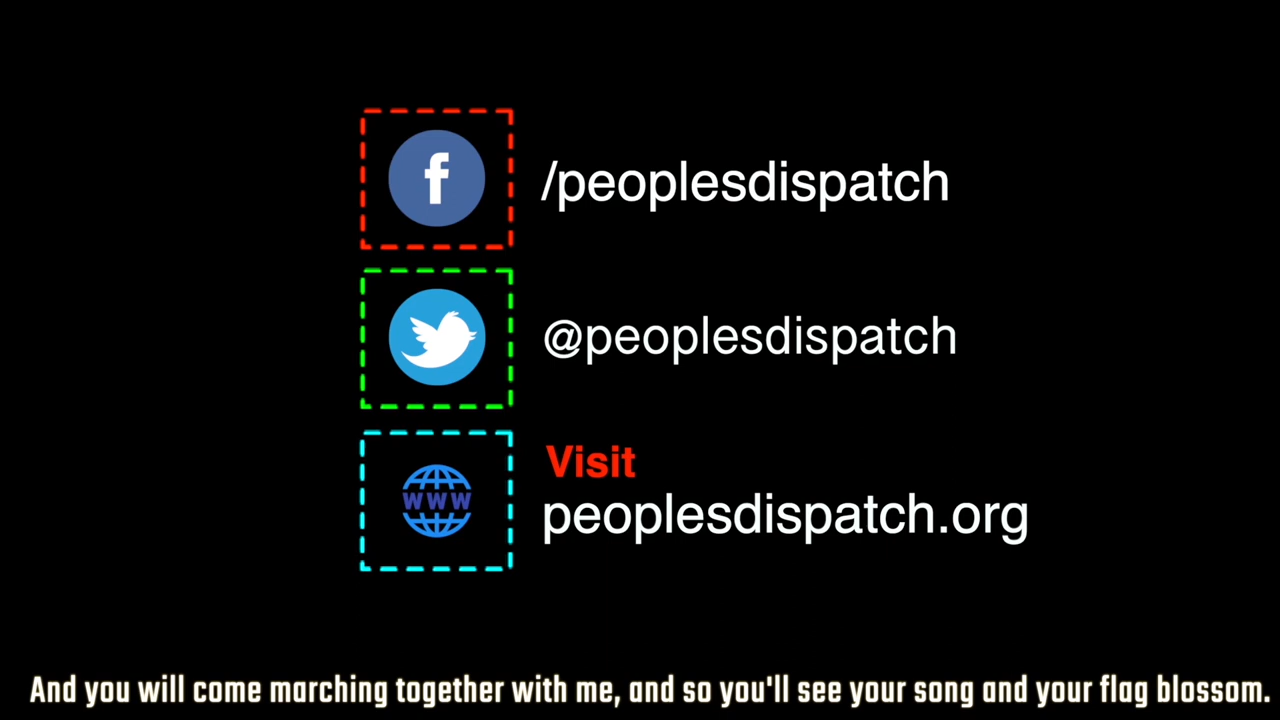 f
/peoplesdispatch
@peoplesdispatch
Visit
WWW
peoplesdispatch.org
And you will come marching together with me, and so you'll see your song and your flag blossom.